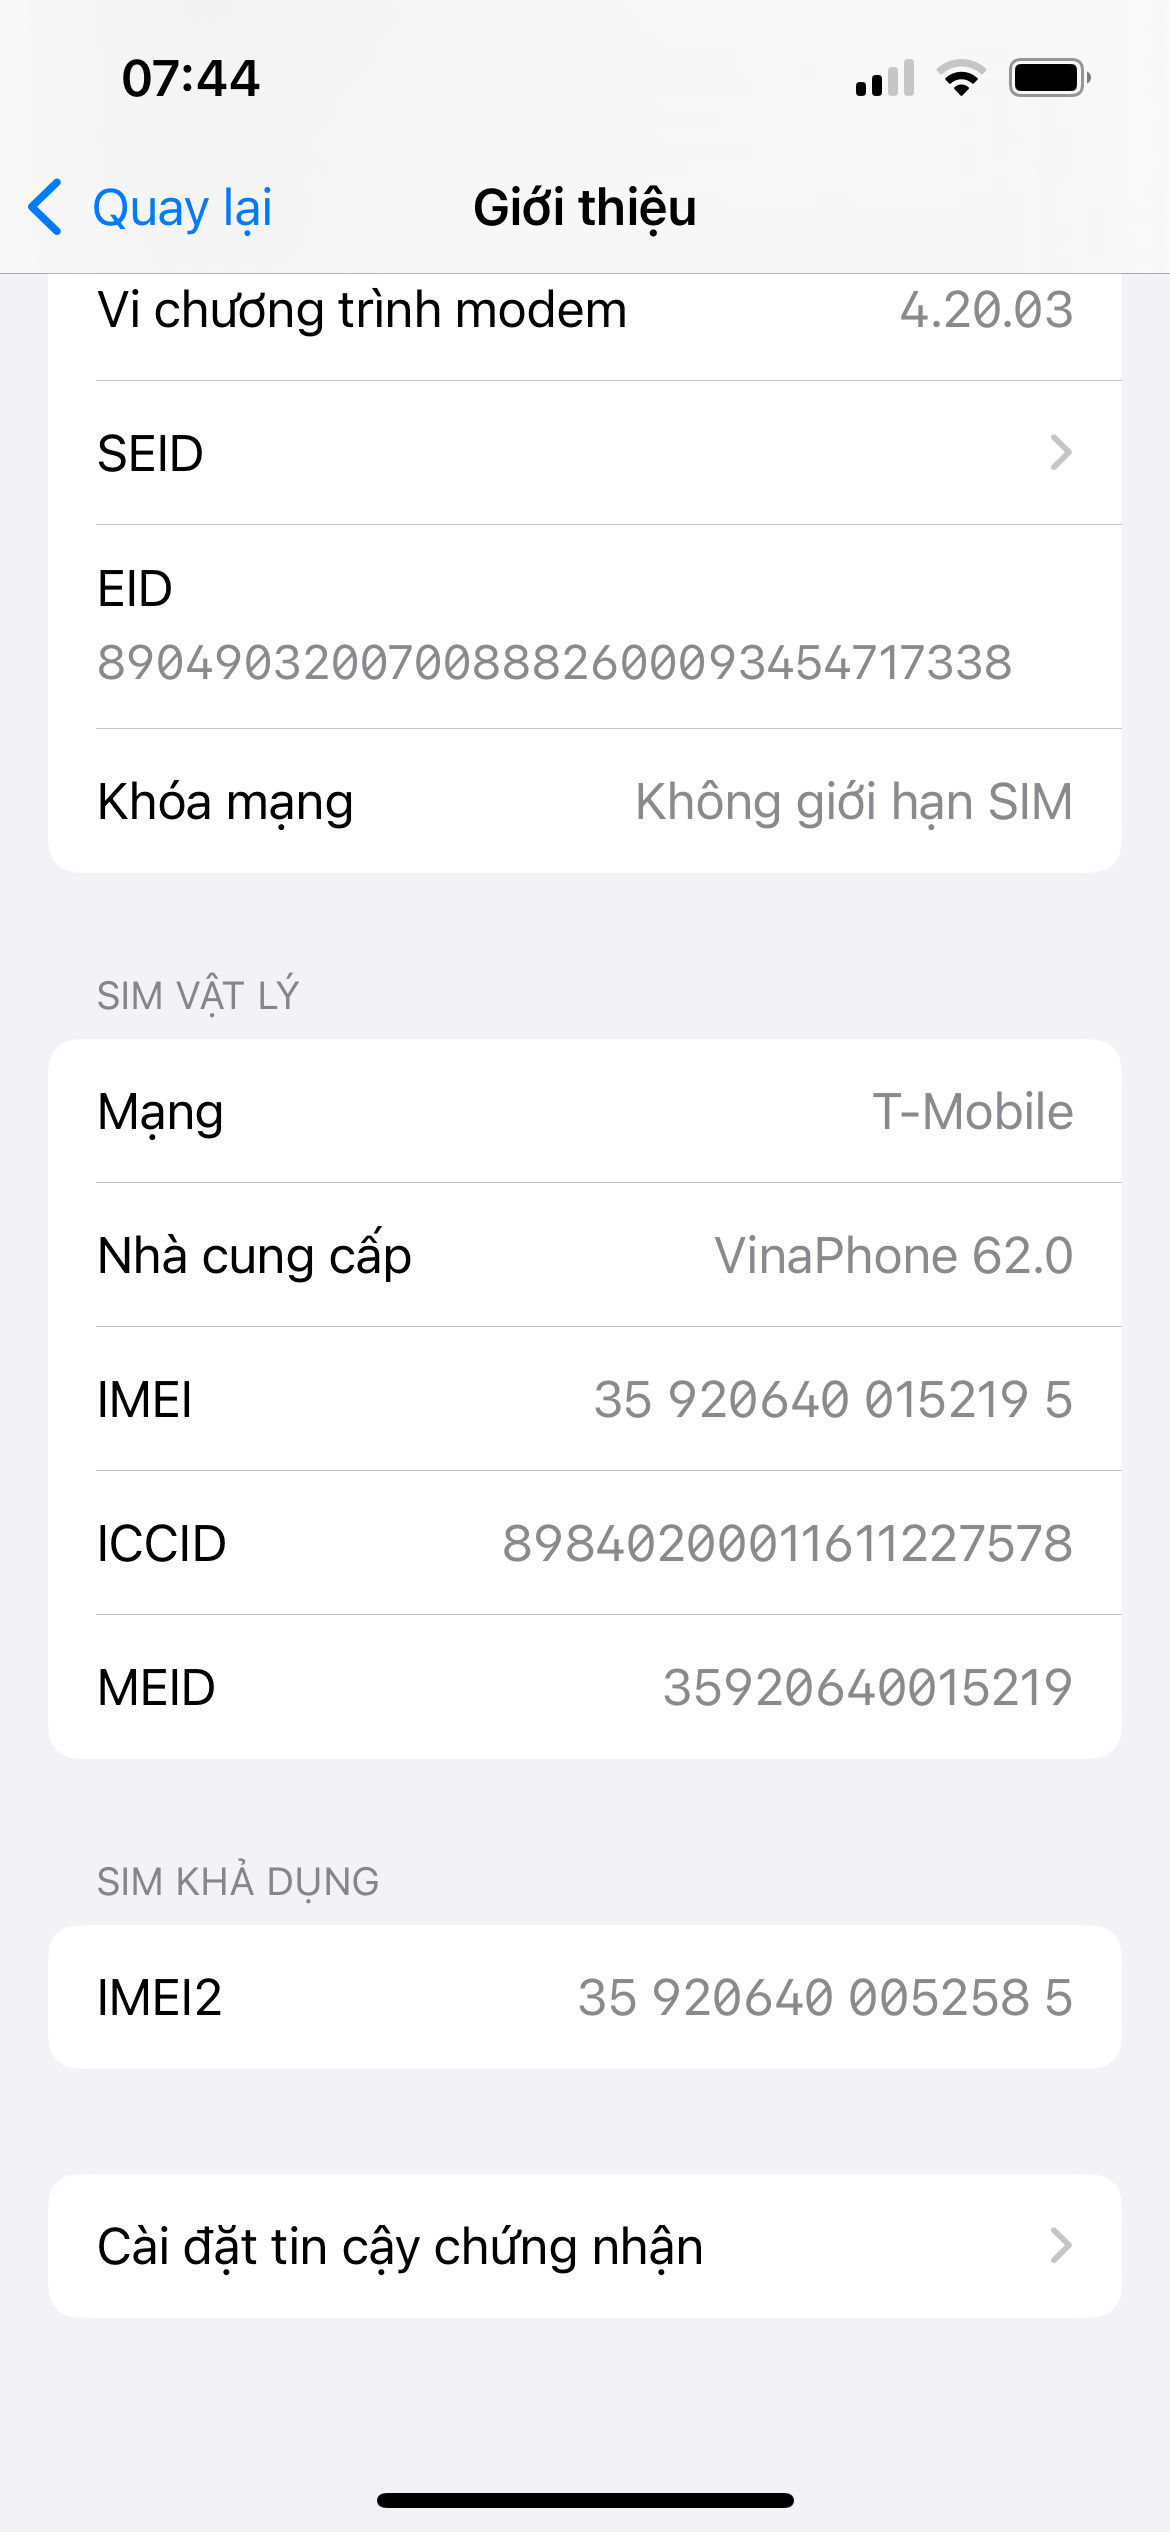 07:44
Quay lại
Giới thiệu
Vi chương trình modem 4.20.03
SEID
EID
89049032007008882600093454717338
Khóa mạng Không giới hạn SIM
SIM VẬT LÝ
Mạng T-Mobile
Nhà cung cấp VinaPhone 62.0
IMEI 35 920640 015219 5
ICCID 8984020000116112​27578
MEID 35920640015219
SIM KHẢ DỤNG
IMEI2 35 920640 005258 5
Cài đặt tin cậy chứng nhận